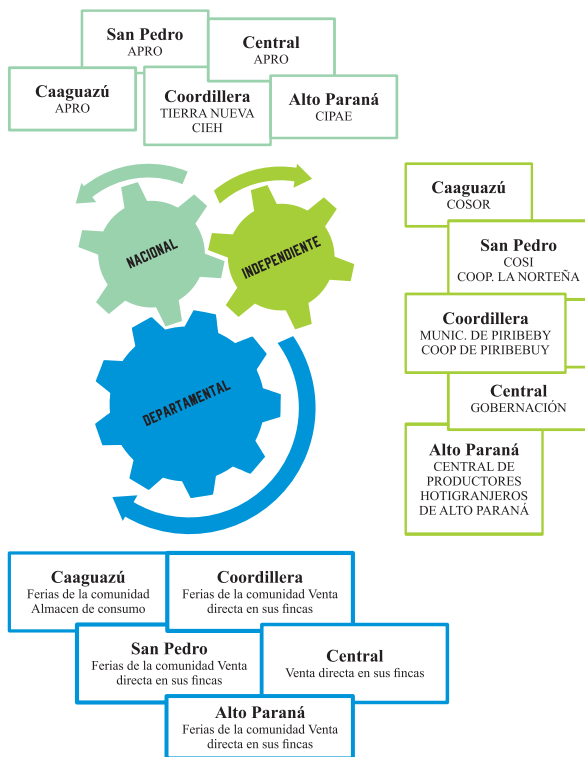 San Pedro
APRO
Central
APRO
Caaguazú
APRO
Coordillera
TIERRA NUEVA
CIEH
Alto Paraná
CIPAE
NACIONAL
INDEPENDIENTE
DEPARTAMENTAL
Caaguazú
COSOR
San Pedro
COSI
COOP. LA NORTEÑA
Coordillera
MUNIC. DE PIRIBEBY
COOP DE PIRIBEBUY
Central
GOBERNACIÓN
Alto Paraná
CENTRAL DE
PRODUCTORES
HOTIGRANJEROS
DE ALTO PARANÁ
Caaguazú
Ferias de la comunidad
Almacen de consumo
Coordillera
Ferias de la comunidad Venta
directa en sus fincas
San Pedro
Ferias de la comunidad Venta
directa en sus fincas
Central
Venta directa en sus fincas
Alto Paraná
Ferias de la comunidad Venta
directa en sus fincas